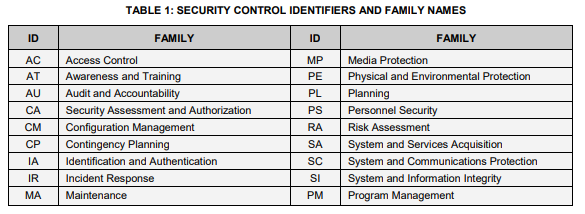 TABLE 1: SECURITY CONTROL IDENTIFIERS AND FAMILY NAMES
ID FAMILY ID FAMILY
AC Access Control MP Media Protection
AT Awareness and Training PE Physical and Environmental Protection
AU Audit and Accountability PL Planning
CA Security Assessment and Authorization PS Personnel Security
CM Configuration Management RA Risk Assessment
CP Contingency Planning SA System and Services Acquisition
IA Identification and Authentication SC System and Communications Protection
IR Incident Response SI System and Information Integrity
MA Maintenance PM Program Management